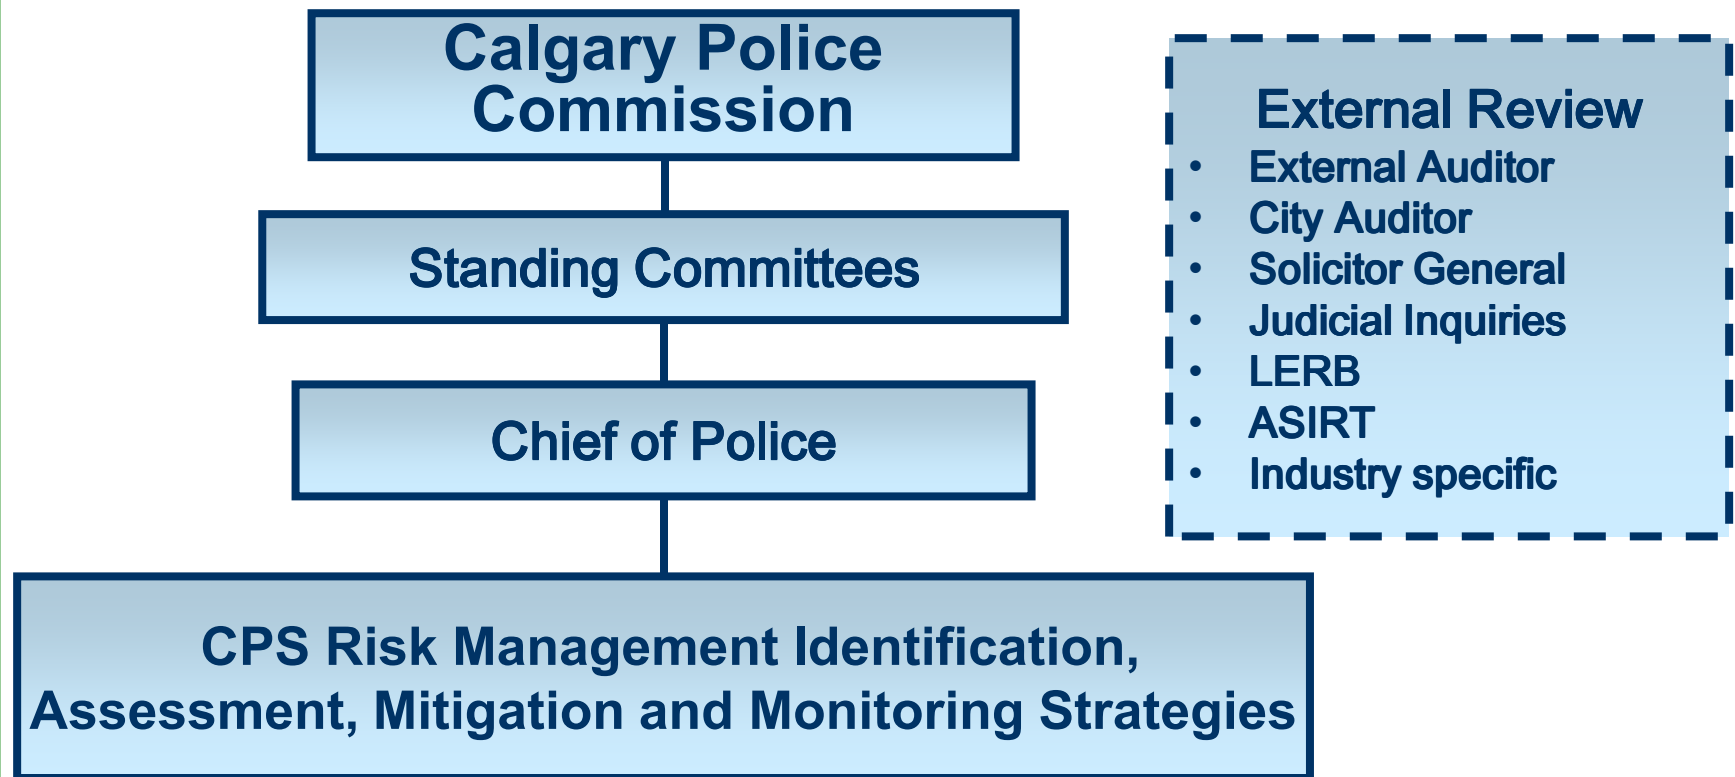 Calgary Police
Commission
Standing Committees
Chief of Police
CPS Risk Management Identification,
Assessment, Mitigation and Monitoring Strategies
External Review
• External Auditor
• City Auditor
• Solicitor General
• Judicial Inquiries
• LERB
• ASIRT
• Industry specific